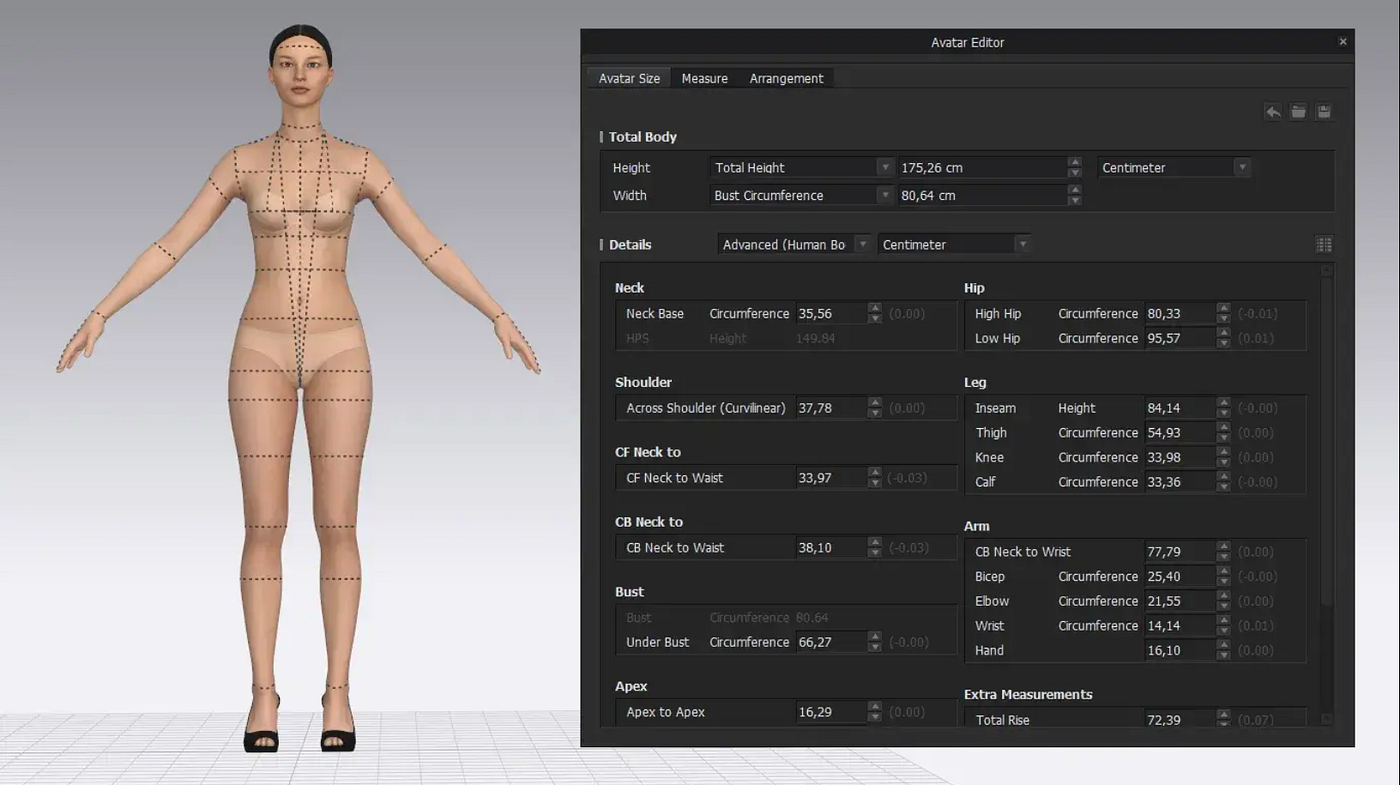 Avatar Editor
Avatar Size Measure Arrangement
Total Body
Height Total Height 175,26 cm Centimeter
Width Bust Circumference 80,64 cm
Details Advanced (Human Bo Centimeter
Neck
Neck Base Circumference 35,56 (0.00)
HPS Height 149.84
Shoulder
Across Shoulder (Curvilinear) 37,78 (0.00)
CF Neck to
CF Neck to Waist 33,97 (-0.03)
CB Neck to
CB Neck to Waist 38,10 (-0.03)
Bust
Bust Circumference 80.64
Under Bust Circumference 66,27 (-0.00)
Apex
Apex to Apex 16,29 (0.00)
Hip
High Hip Circumference 80,33 (-0.01)
Low Hip Circumference 95,57 (0.01)
Leg
Inseam Height 84,14 (-0.00)
Thigh Circumference 54,93 (0.00)
Knee Circumference 33,98 (0.00)
Calf Circumference 33,36 (-0.00)
Arm
CB Neck to Wrist 77,79 (0.00)
Bicep Circumference 25,40 (-0.00)
Elbow Circumference 21,55 (0.00)
Wrist Circumference 14,14 (0.01)
Hand 16,10 (0.00)
Extra Measurements
Total Rise 72,39 (0.07)